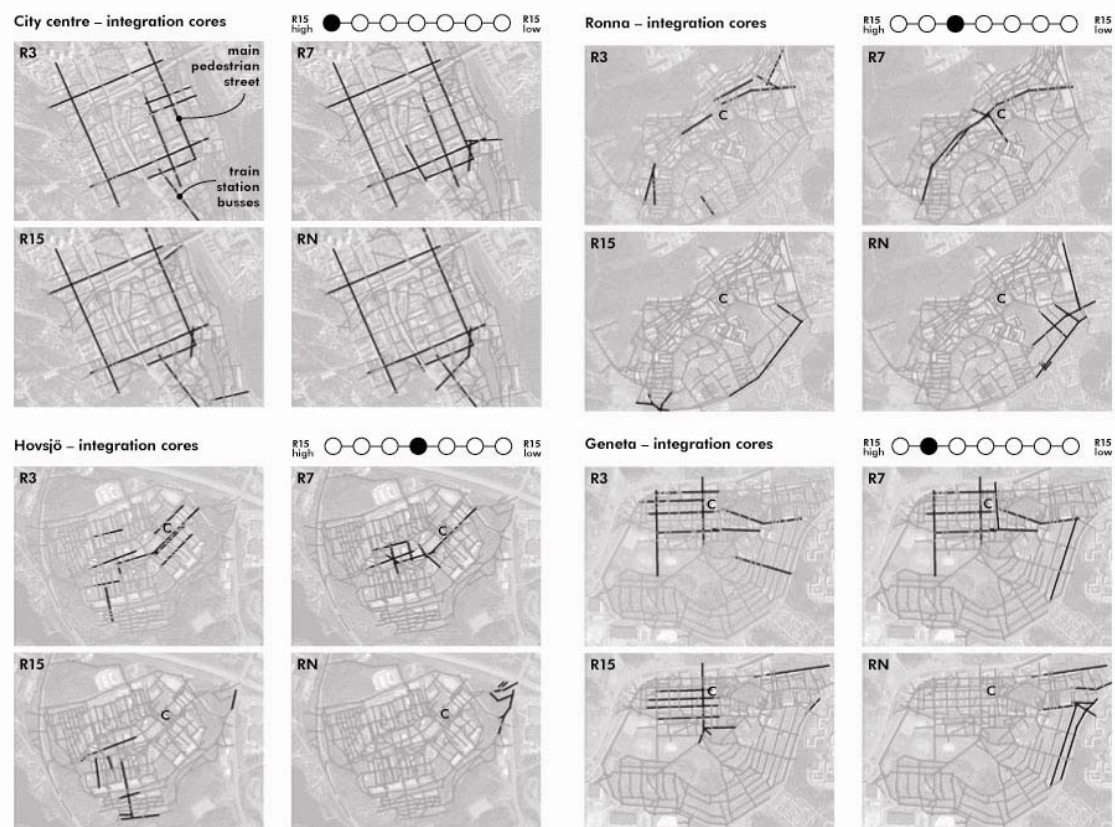 City centre – integration cores
R15
high
R15
low
R3
main
pedestrian
street
train
station
busses
R7
R15
RN
Ronna – integration cores
R15
high
R15
low
R3
C
R7
C
R15
C
RN
C
Hovsjö – integration cores
R15
high
R15
low
R3
C
R7
C
R15
C
RN
C
Geneta – integration cores
R15
high
R15
low
R3
C
R7
C
R15
C
RN
C